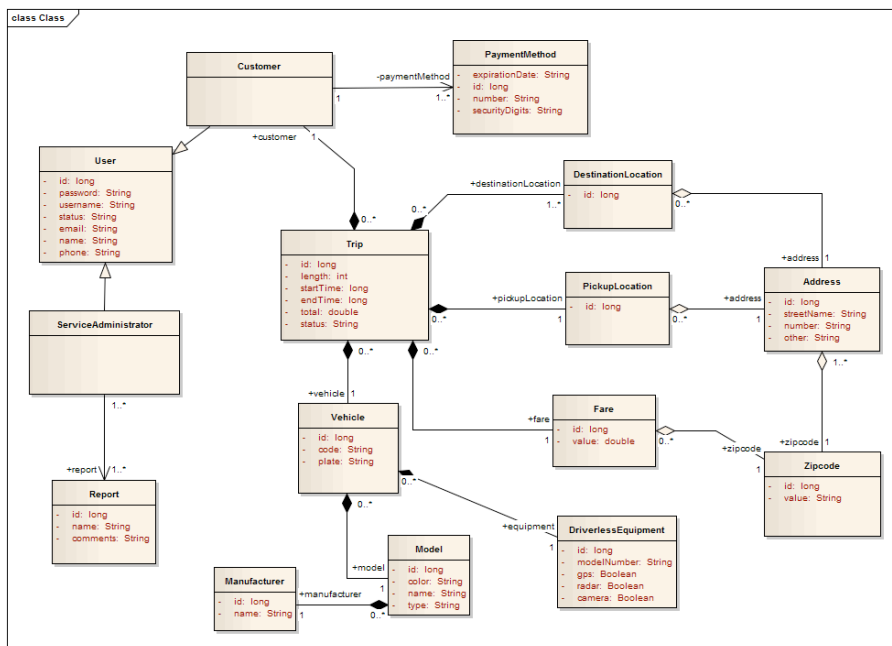 class Class
Customer
PaymentMethod
- expirationDate: String
- id: long
- number: String
- securityDigits: String
-paymentMethod
1
1..*
+customer
1
User
- id: long
- password: String
- username: String
- status: String
- email: String
- name: String
- phone: String
DestinationLocation
- id: long
+destinationLocation
0..*
1..*
0..*
0..*
Trip
- id: long
- length: int
- startTime: long
- endTime: long
- total: double
- status: String
+address
1
PickupLocation
- id: long
+pickupLocation
0..*
1
+address
0..*
1
Address
- id: long
- streetName: String
- number: String
- other: String
ServiceAdministrator
0..*
0..*
1..*
1..*
+vehicle
1
Vehicle
- id: long
- code: String
- plate: String
+fare
1
Fare
- id: long
- value: double
0..*
+zipcode
1
+zipcode
1
Zipcode
- id: long
- value: String
+report
1..*
Report
- id: long
- name: String
- comments: String
0..*
0..*
+equipment
1
DriverlessEquipment
- id: long
- modelNumber: String
- gps: Boolean
- radar: Boolean
- camera: Boolean
+model
1
Model
- id: long
- color: String
- name: String
- type: String
Manufacturer
- id: long
- name: String
+manufacturer
1
0..*